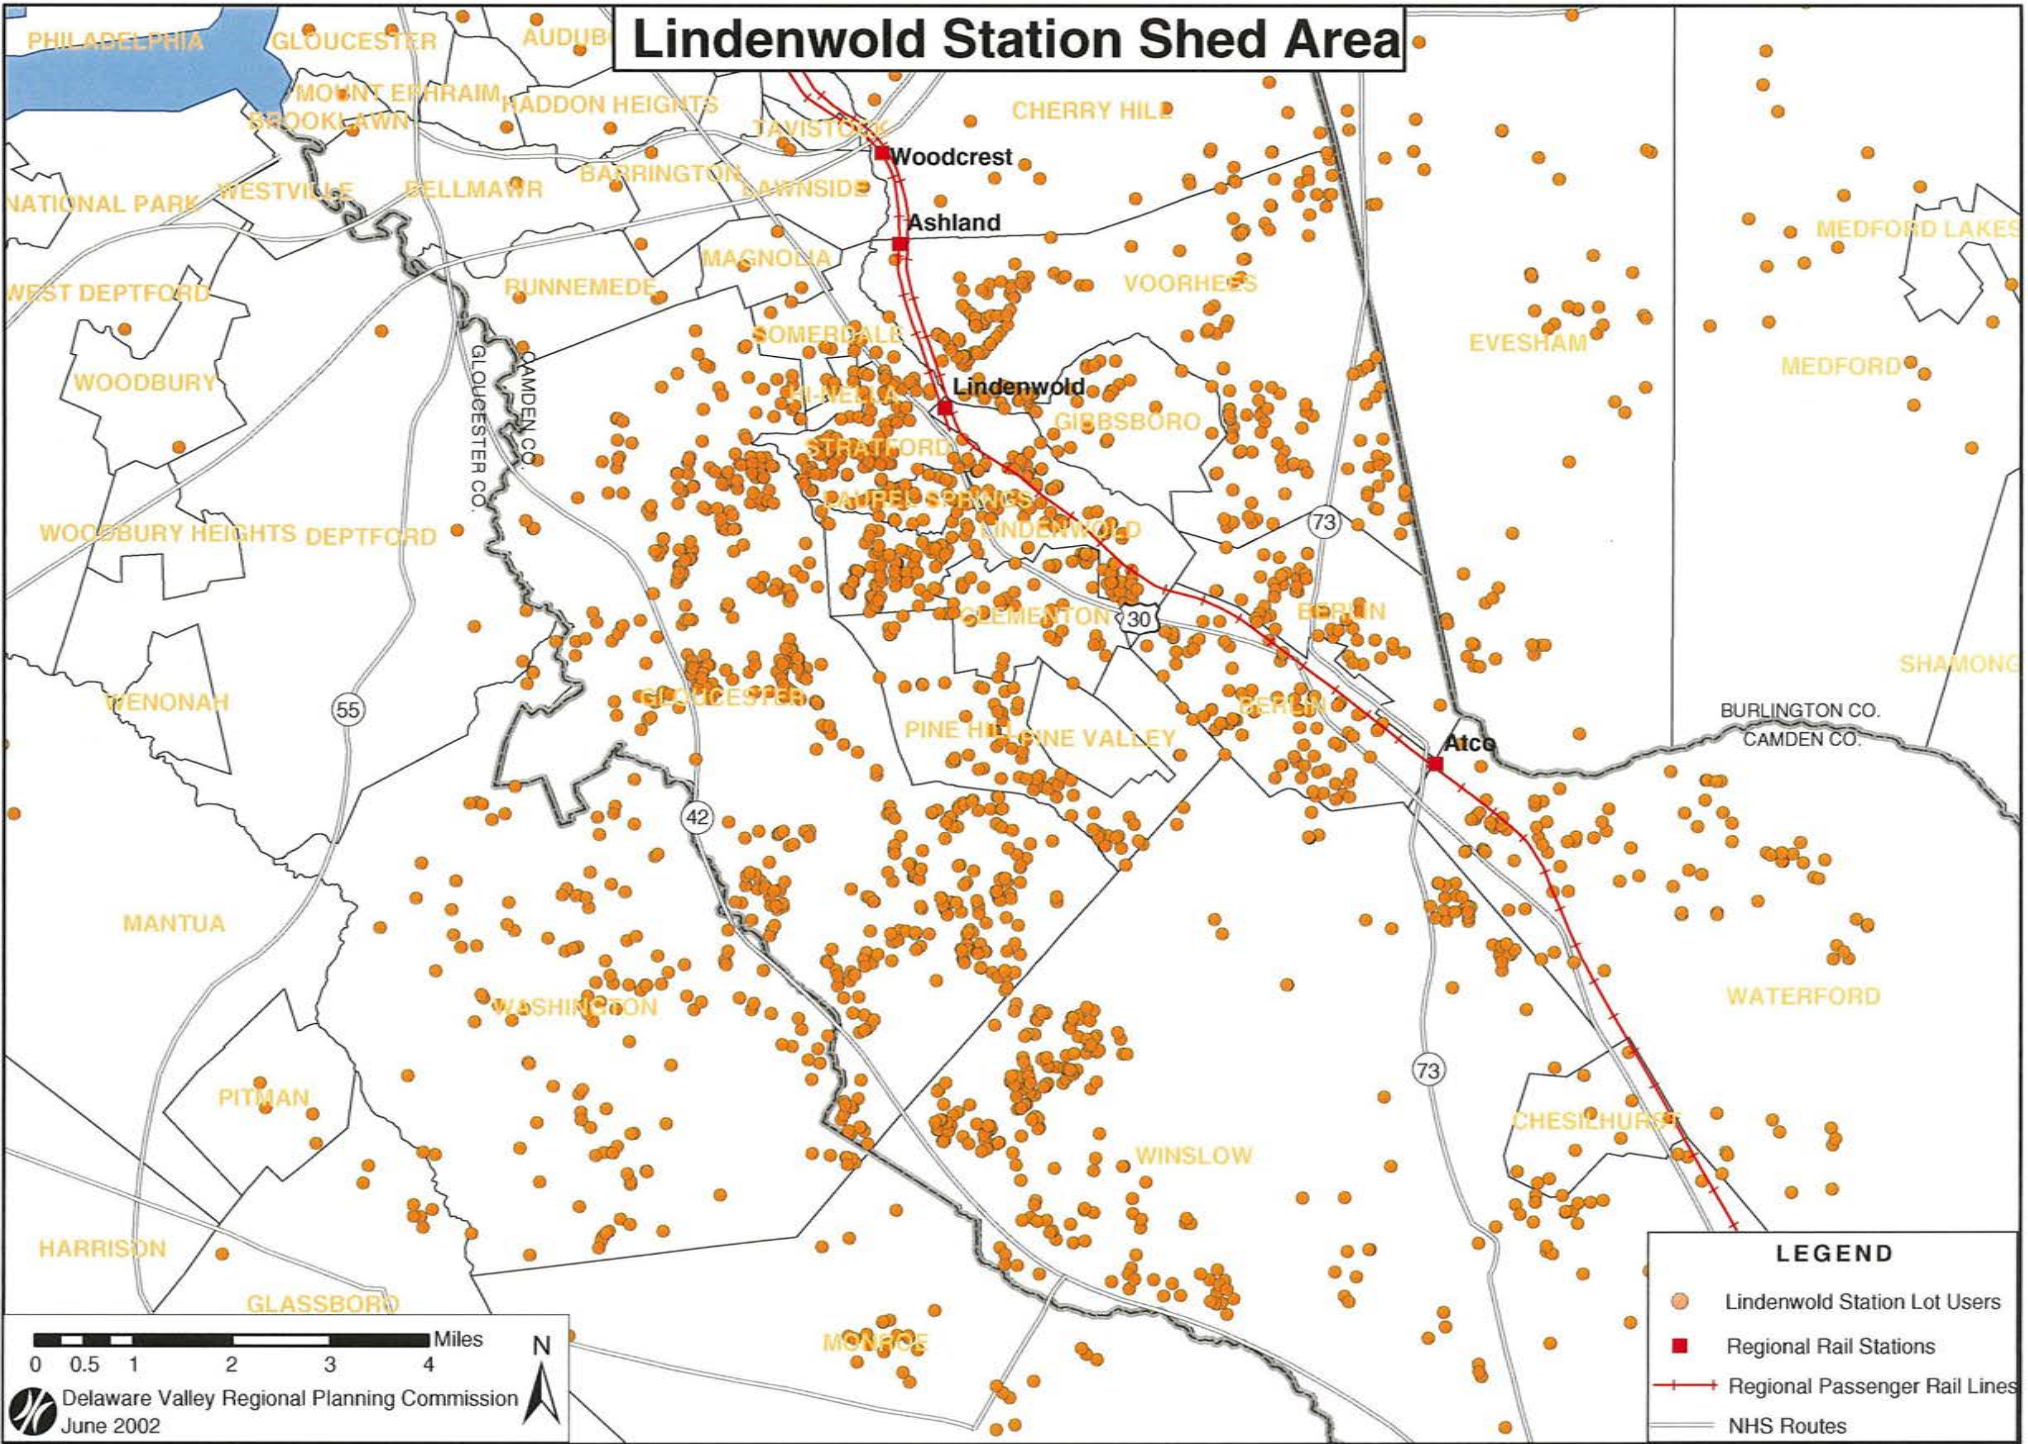 Lindenwold Station Shed Area
PHILADELPHIA
GLOUCESTER
AUDUB
MOUNT EPHRAIM
HADDON HEIGHTS
CHERRY HILL
BROOKLAWN
TAVISTOCK
Woodcrest
BARRINGTON
NATIONAL PARK
WESTVILLE
BELLMAWR
LAWNSIDE
Ashland
MEDFORD LAKES
MAGNOLIA
WEST DEPTFORD
RUNNEMEDE
VOORHEES
SOMERDALE
EVESHAM
MEDFORD
WOODBURY
GLOUCESTER CO.
CAMDEN CO.
HI-NELLA
Lindenwold
GIBBSBORO
STRATFORD
LAUREL SPRINGS
LINDENWOLD
73
WOODBURY HEIGHTS
DEPTFORD
CLEMENTON
30
BERLIN
SHAMONG
WENONAH
55
GLOUCESTER
BERLIN
PINE HILL
PINE VALLEY
BURLINGTON CO.
CAMDEN CO.
Atco
42
MANTUA
WASHINGTON
WATERFORD
73
PITMAN
CHESILHURST
WINSLOW
HARRISON
GLASSBORO
MONROE
LEGEND
Lindenwold Station Lot Users
Regional Rail Stations
Regional Passenger Rail Lines
NHS Routes
Miles
0 0.5 1 2 3 4
N
Delaware Valley Regional Planning Commission
June 2002